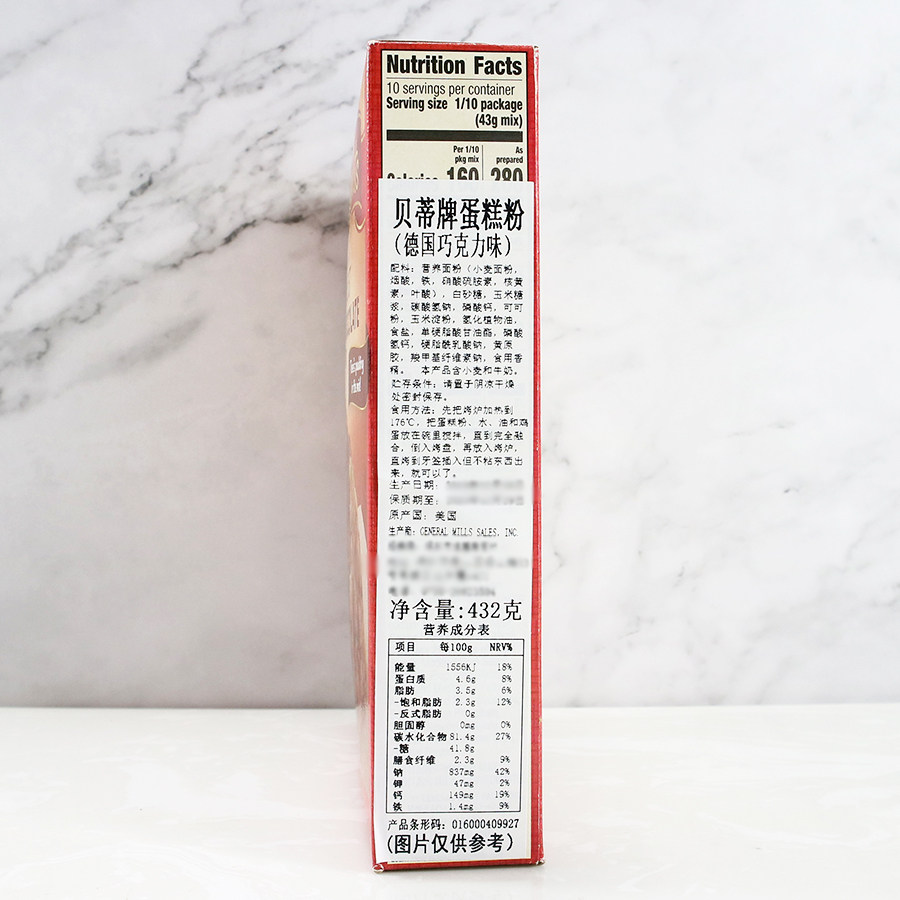 Nutrition Facts
10 servings per container
Serving size 1/10 package
(43g mix)
Per 1/10
pkg mix
As
prepared
Calories 160 280
贝蒂牌蛋糕粉
(德国巧克力味)
配料：营养面粉（小麦面粉，
烟酸，铁，硝酸硫胺素，核黄
素，叶酸），白砂糖，玉米糖
浆，碳酸氢钠，磷酸钙，可可
粉，玉米淀粉，氢化植物油，
食盐，单硬脂酸甘油酯，磷酸
氢钙，硬脂酰乳酸钠，黄原
胶，羧甲基纤维素钠，食用香
精。 本产品含小麦和牛奶。
贮存条件：请置于阴凉干燥
处密封保存。
食用方法：先把烤炉加热到
176℃，把蛋糕粉、水、油和鸡
蛋放在碗里搅拌，直到完全融
合，倒入烤盘，再放入烤炉，
直烤到牙签插入但不粘东西出
来，就可以了。
生产日期：
保质期至：
原产国：美国
生产商：GENERAL MILLS SALES, INC.
净含量:432克
营养成分表
项目 每100g NRV%
能量 1556KJ 18%
蛋白质 4.6g 8%
脂肪 3.5g 6%
-饱和脂肪 2.3g 12%
-反式脂肪 0g
胆固醇 0mg 0%
碳水化合物 81.4g 27%
-糖 41.8g
膳食纤维 2.3g 9%
钠 837mg 42%
钾 47mg 2%
钙 149mg 19%
铁 1.4mg 9%
产品条形码：016000409927
(图片仅供参考)